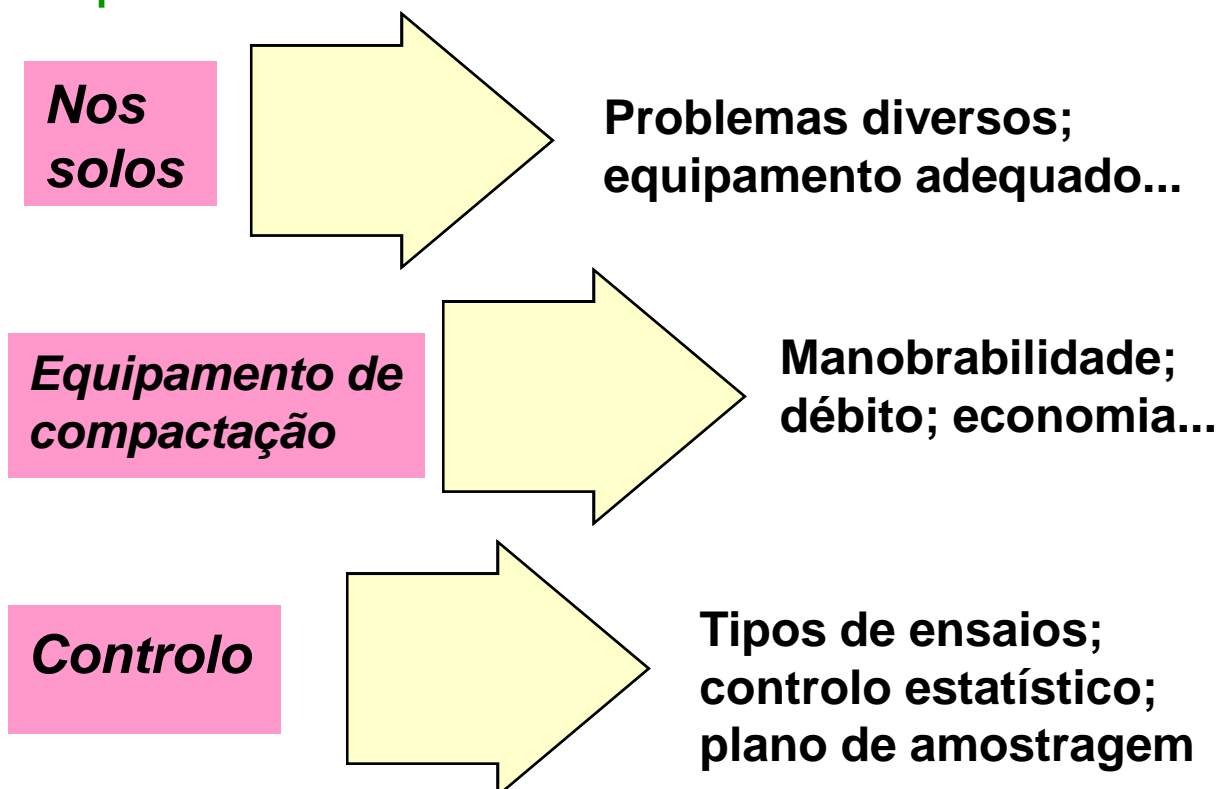 Nos
solos
Problemas diversos;
equipamento adequado...
Equipamento de
compactação
Manobrabilidade;
débito; economia...
Controlo
Tipos de ensaios;
controlo estatístico;
plano de amostragem